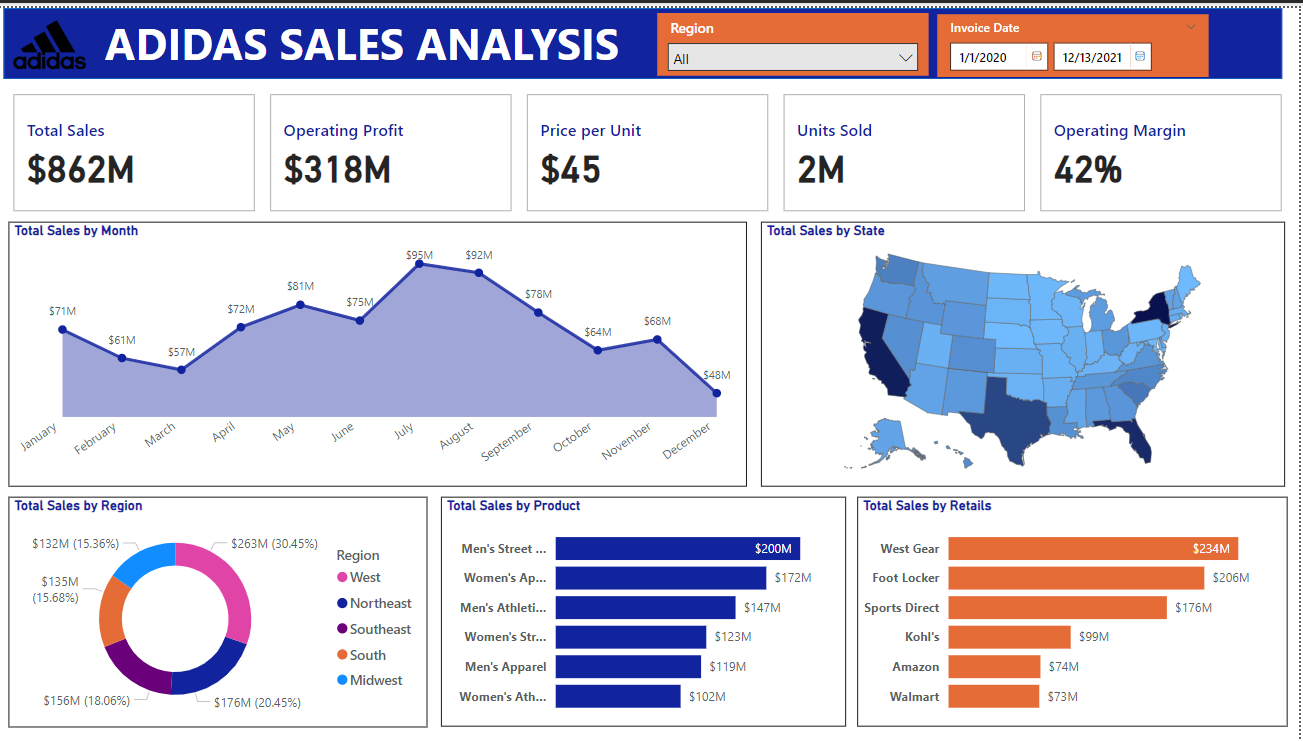 adidas
ADIDAS SALES ANALYSIS
Region
All
Invoice Date
1/1/2020
12/13/2021
Total Sales
$862M
Operating Profit
$318M
Price per Unit
$45
Units Sold
2M
Operating Margin
42%
Total Sales by Month
$71M
$61M
$57M
$72M
$81M
$75M
$95M
$92M
$78M
$64M
$68M
$48M
January
February
March
April
May
June
July
August
September
October
November
December
Total Sales by State
Total Sales by Region
$132M (15.36%)
$263M (30.45%)
$135M
(15.68%)
$156M (18.06%)
$176M (20.45%)
Region
West
Northeast
Southeast
South
Midwest
Total Sales by Product
Men's Street ... $200M
Women's Ap... $172M
Men's Athleti... $147M
Women's Str... $123M
Men's Apparel $119M
Women's Ath... $102M
Total Sales by Retails
West Gear $234M
Foot Locker $206M
Sports Direct $176M
Kohl's $99M
Amazon $74M
Walmart $73M